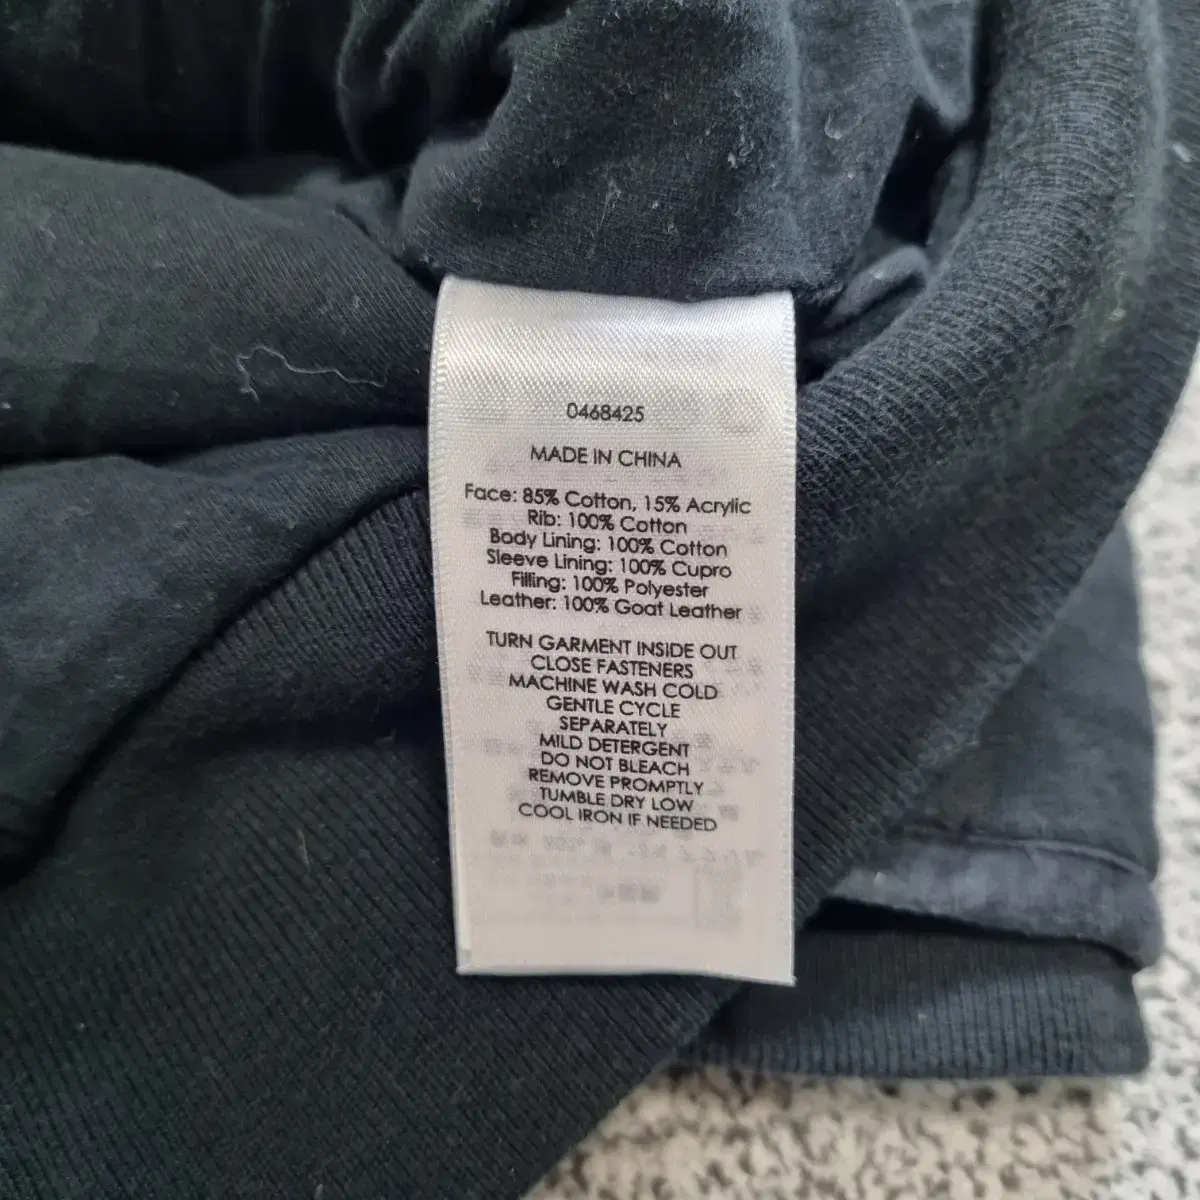 0468425
MADE IN CHINA
Face: 85% Cotton, 15% Acrylic
Rib: 100% Cotton
Body Lining: 100% Cotton
Sleeve Lining: 100% Cupro
Filling: 100% Polyester
Leather: 100% Goat Leather
TURN GARMENT INSIDE OUT
CLOSE FASTENERS
MACHINE WASH COLD
GENTLE CYCLE
SEPARATELY
MILD DETERGENT
DO NOT BLEACH
REMOVE PROMPTLY
TUMBLE DRY LOW
COOL IRON IF NEEDED